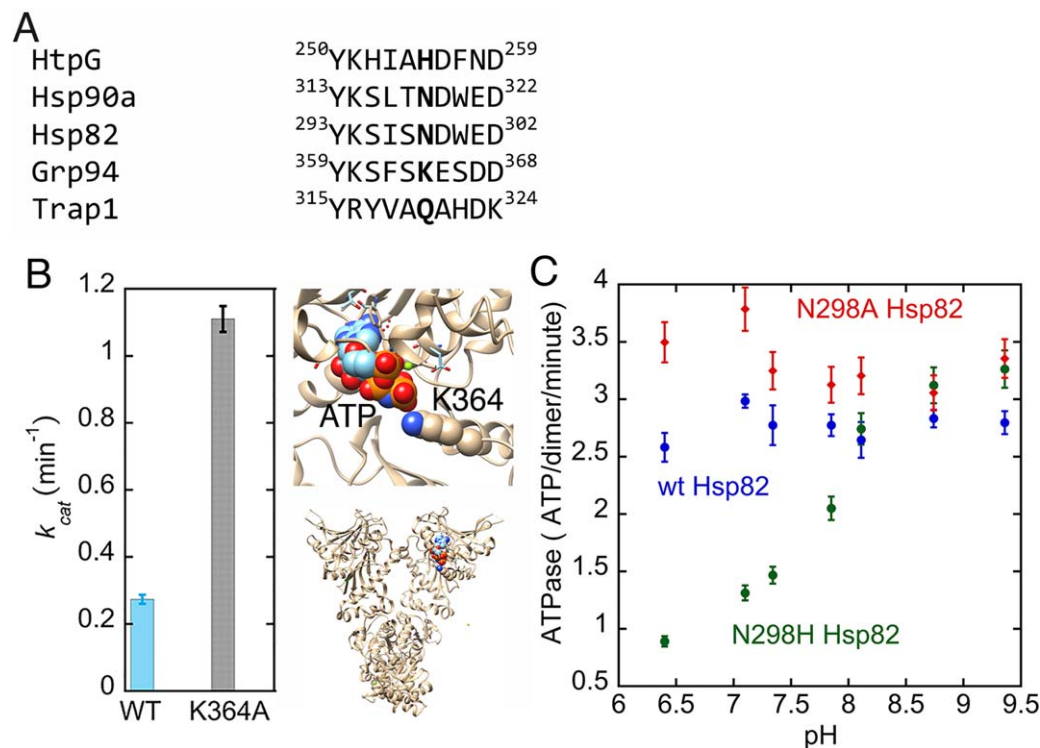 A
HtpG 250YKHIAHDFND259
Hsp90a 313YKSLTNDWED322
Hsp82 293YKSISNDWED302
Grp94 359YKSFSKESDD368
Trap1 315YRYVAQAHDK324
B
1.2
1
0.8
0.6
0.4
0.2
0
kcat (min-1)
WT K364A
ATP
K364
C
4
3.5
3
2.5
2
1.5
1
0.5
ATPase ( ATP/dimer/minute)
N298A Hsp82
wt Hsp82
N298H Hsp82
6 6.5 7 7.5 8 8.5 9 9.5
pH